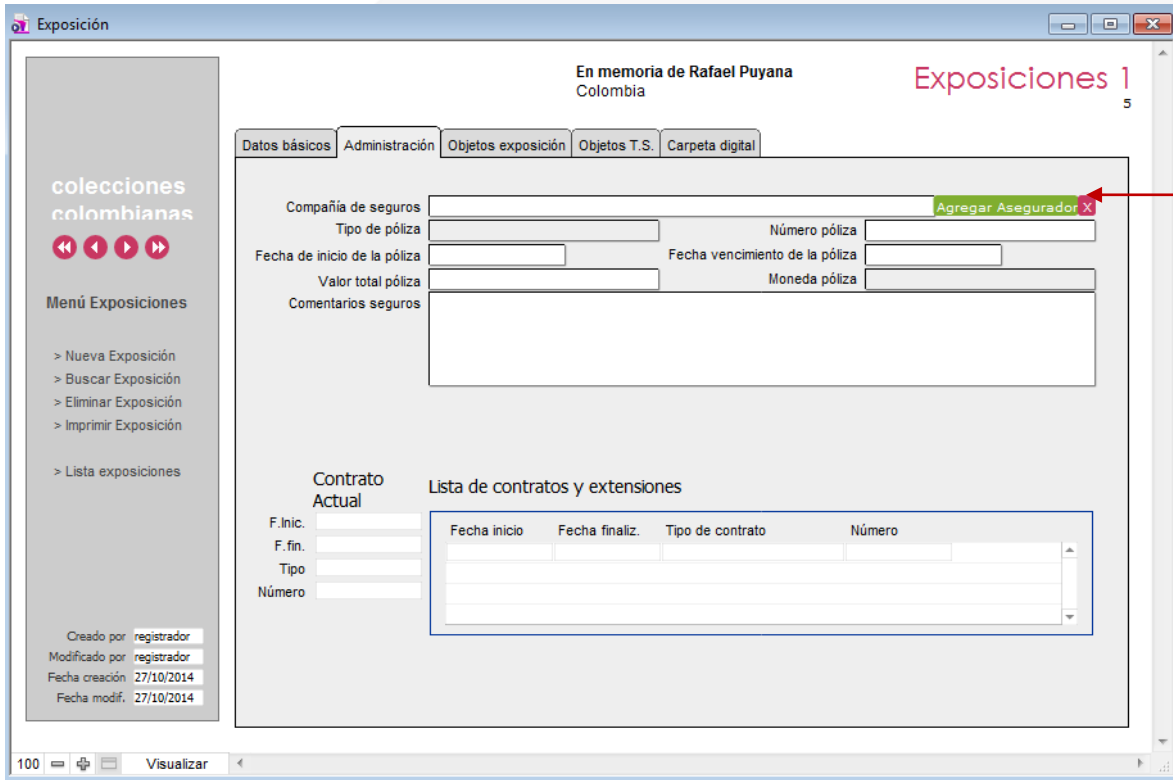 Exposición
En memoria de Rafael Puyana
Colombia
Exposiciones 1
5
colecciones
colombianas
Menú Exposiciones
> Nueva Exposición
> Buscar Exposición
> Eliminar Exposición
> Imprimir Exposición
> Lista exposiciones
Creado por registrador
Modificado por registrador
Fecha creación 27/10/2014
Fecha modif. 27/10/2014
Datos básicos Administración Objetos exposición Objetos T.S. Carpeta digital
Compañía de seguros Agregar Asegurador X
Tipo de póliza Número póliza
Fecha de inicio de la póliza Fecha vencimiento de la póliza
Valor total póliza Moneda póliza
Comentarios seguros
Contrato
Actual
F.Inic.
F.fin.
Tipo
Número
Lista de contratos y extensiones
Fecha inicio Fecha finaliz. Tipo de contrato Número
100 Visualizar